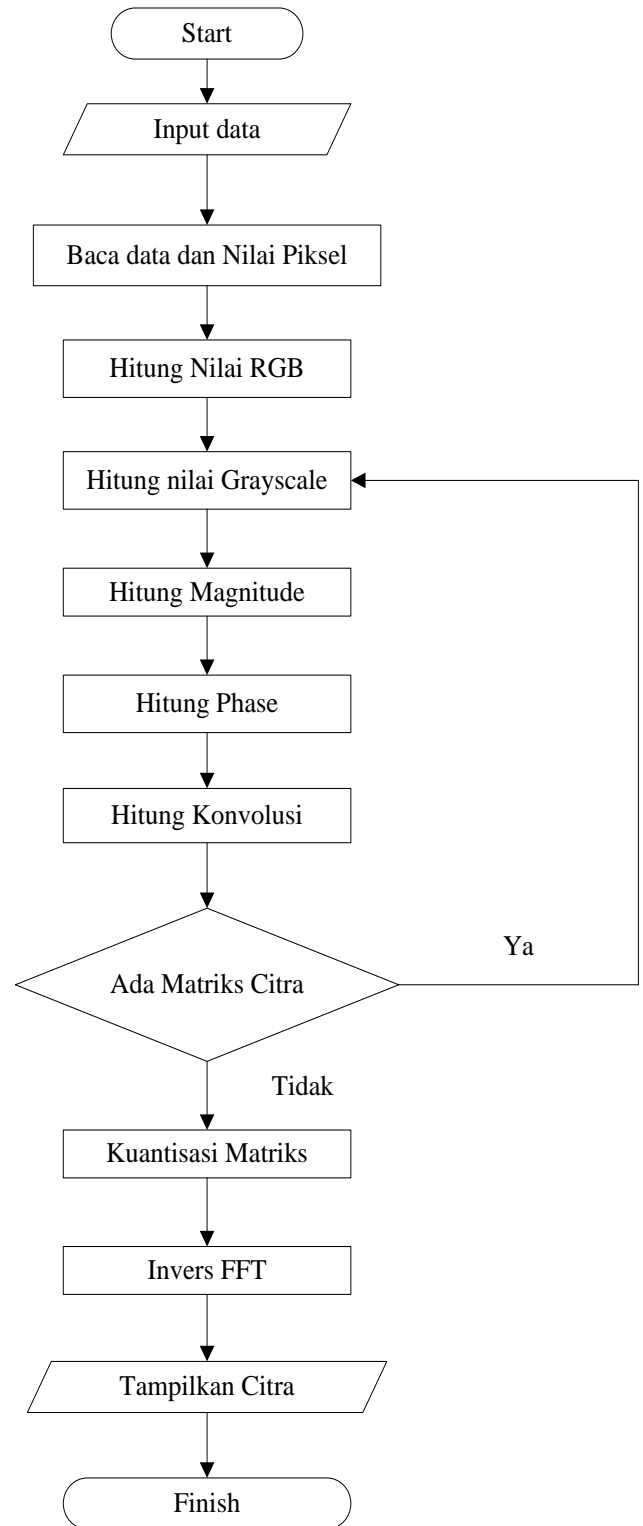 Start
Input data
Baca data dan Nilai Piksel
Hitung Nilai RGB
Hitung nilai Grayscale
Hitung Magnitude
Hitung Phase
Hitung Konvolusi
Ada Matriks Citra
Ya
Tidak
Kuantisasi Matriks
Invers FFT
Tampilkan Citra
Finish